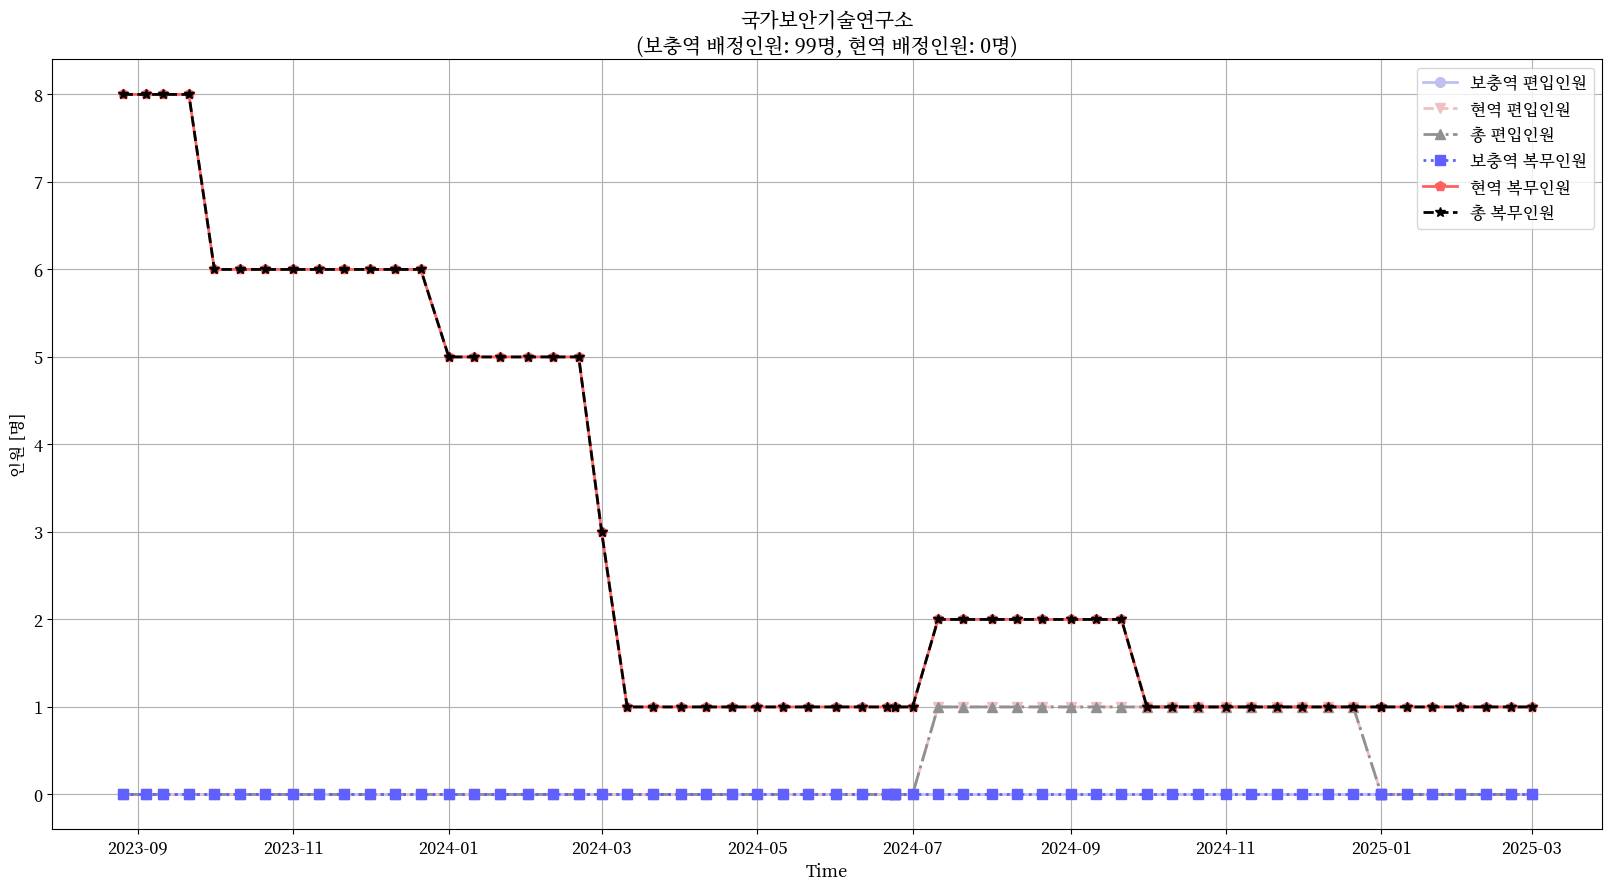 국가보안기술연구소
(보충역 배정인원: 99명, 현역 배정인원: 0명)
보충역 편입인원
현역 편입인원
총 편입인원
보충역 복무인원
현역 복무인원
총 복무인원
인원 [명]
8
7
6
5
4
3
2
1
0
2023-09
2023-11
2024-01
2024-03
2024-05
2024-07
2024-09
2024-11
2025-01
2025-03
Time